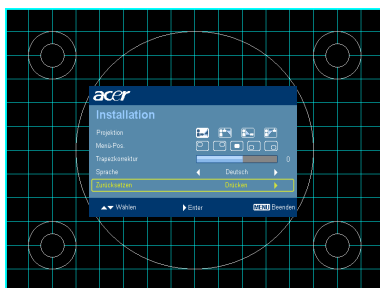 acer
Installation
Projektion
Menü-Pos.
Trapezkorrektur 0
Sprache Deutsch
Zurücksetzen Drücken
Wählen Enter MENU Beenden